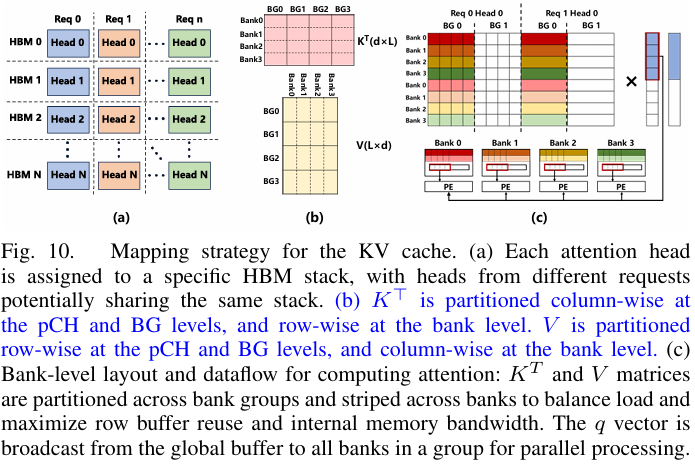 Req 0 Req 1 Req n
HBM 0 Head 0 Head 0 ··· Head 0
HBM 1 Head 1 Head 1 ··· Head 1
HBM 2 Head 2 Head 2 ··· Head 2
HBM N Head N Head N ··· Head N
(a)
BG0 BG1 BG2 BG3
Bank0
Bank1
Bank2
Bank3
K^T(d×L)
Bank0 Bank1 Bank2 Bank3
BG0
BG1
BG2
BG3
V(L×d)
(b)
Req 0 Head 0 Req 1 Head 0
BG 0 BG 1 BG 0 BG 1
Bank 0
Bank 1
Bank 2
Bank 3
Bank 0
Bank 1
Bank 2
Bank 3
×
Bank 0 Bank 1 Bank 2 Bank 3
PE PE PE PE
(c)
Fig. 10. Mapping strategy for the KV cache. (a) Each attention head
is assigned to a specific HBM stack, with heads from different requests
potentially sharing the same stack. (b) K^⊤ is partitioned column-wise at
the pCH and BG levels, and row-wise at the bank level. V is partitioned
row-wise at the pCH and BG levels, and column-wise at the bank level. (c)
Bank-level layout and dataflow for computing attention: K^T and V matrices
are partitioned across bank groups and striped across banks to balance load and
maximize row buffer reuse and internal memory bandwidth. The q vector is
broadcast from the global buffer to all banks in a group for parallel processing.